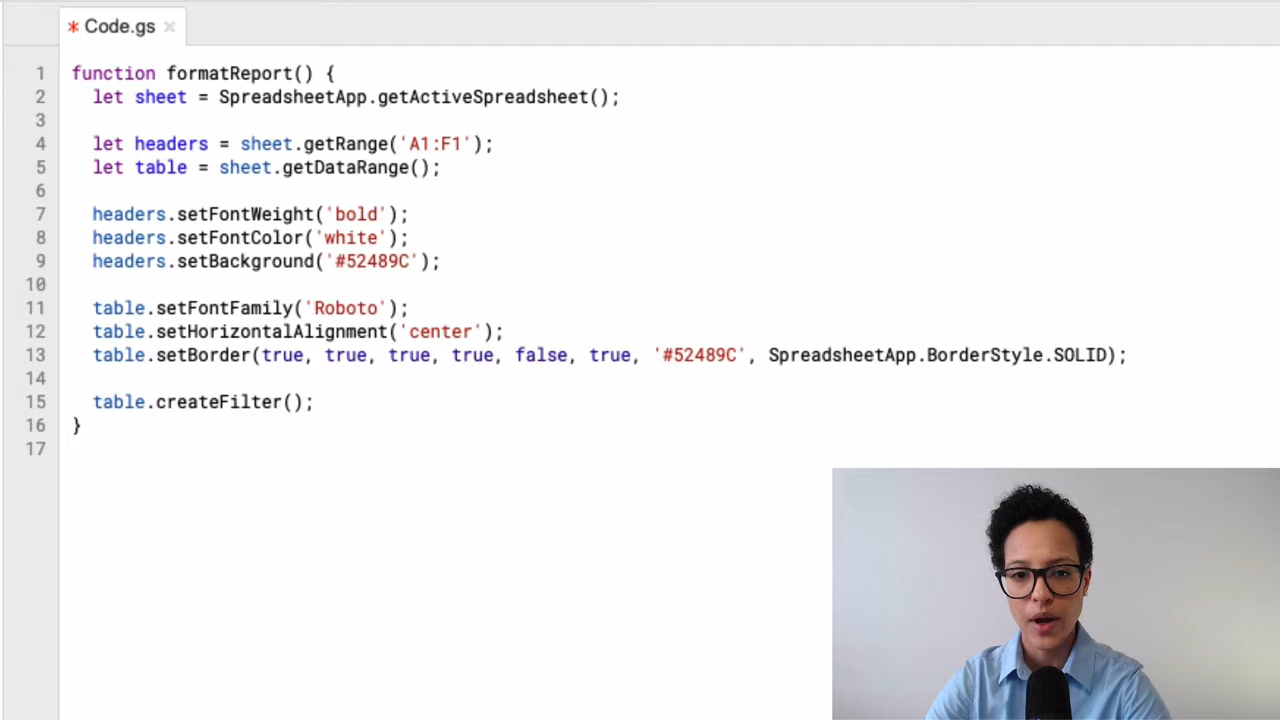 * Code.gs ×
1 function formatReport() {
2 let sheet = SpreadsheetApp.getActiveSpreadsheet();
3
4 let headers = sheet.getRange('A1:F1');
5 let table = sheet.getDataRange();
6
7 headers.setFontWeight('bold');
8 headers.setFontColor('white');
9 headers.setBackground('#52489C');
10
11 table.setFontFamily('Roboto');
12 table.setHorizontalAlignment('center');
13 table.setBorder(true, true, true, true, false, true, '#52489C', SpreadsheetApp.BorderStyle.SOLID);
14
15 table.createFilter();
16 }
17